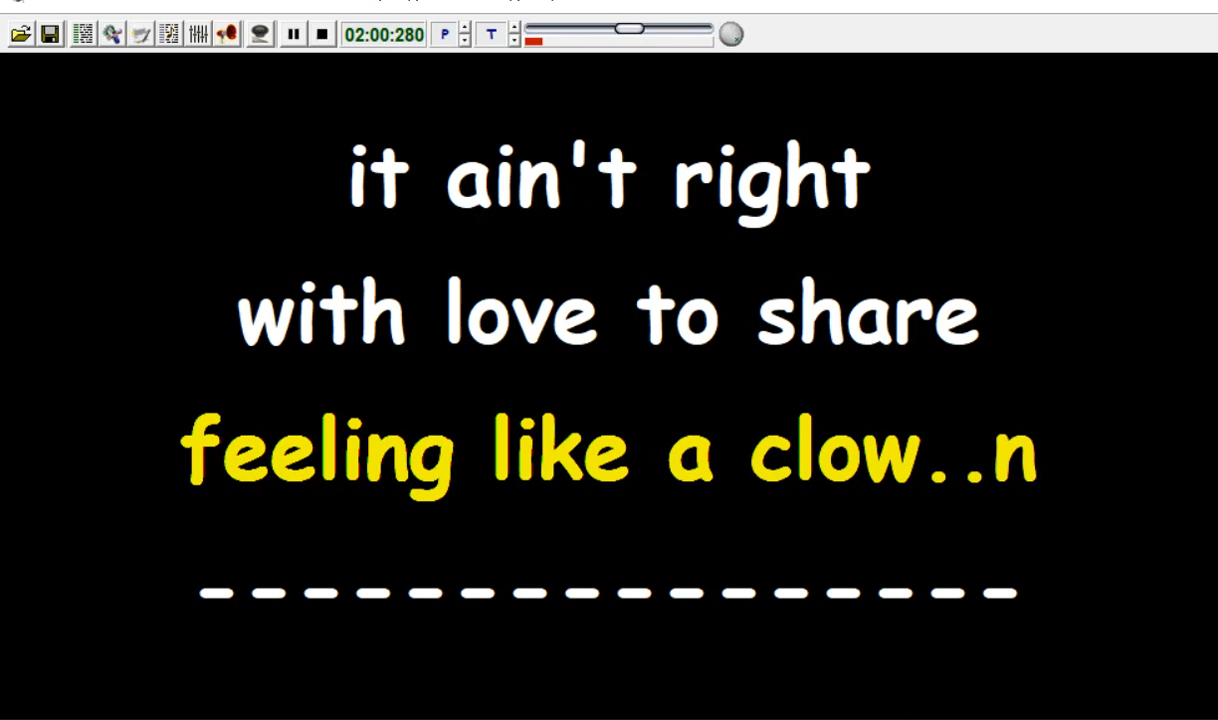 02:00:280 P T
it ain't right
with love to share
feeling like a clow..n
- - - - - - - - - - - - - - - -